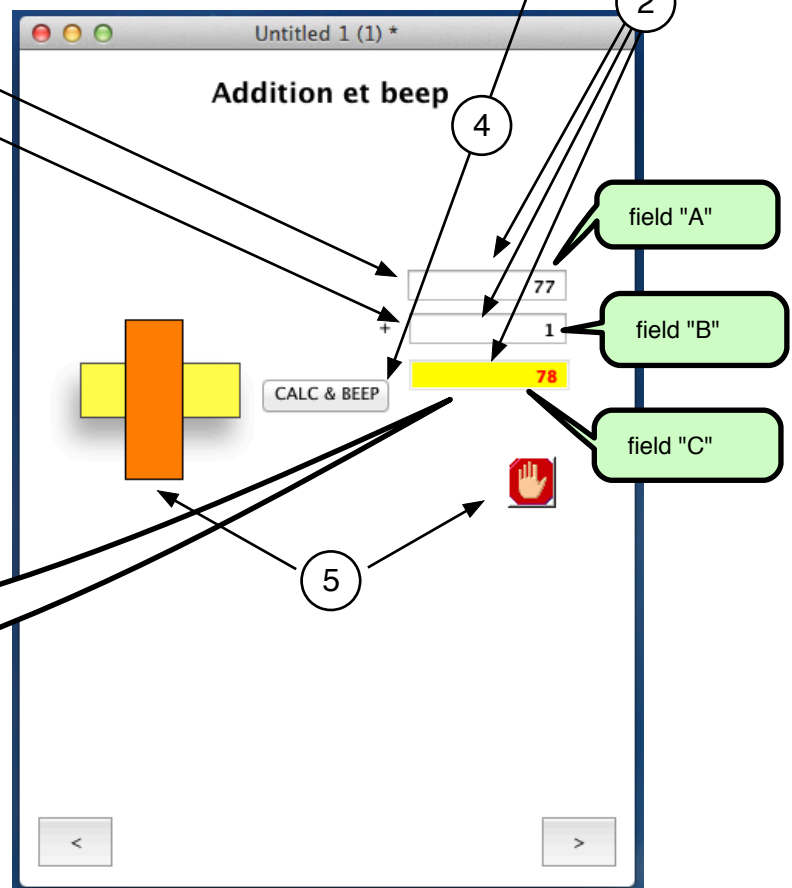 2
Untitled 1 (1) *
Addition et beep
4
field "A"
77
+ 1
field "B"
78
CALC & BEEP
field "C"
5
<
>